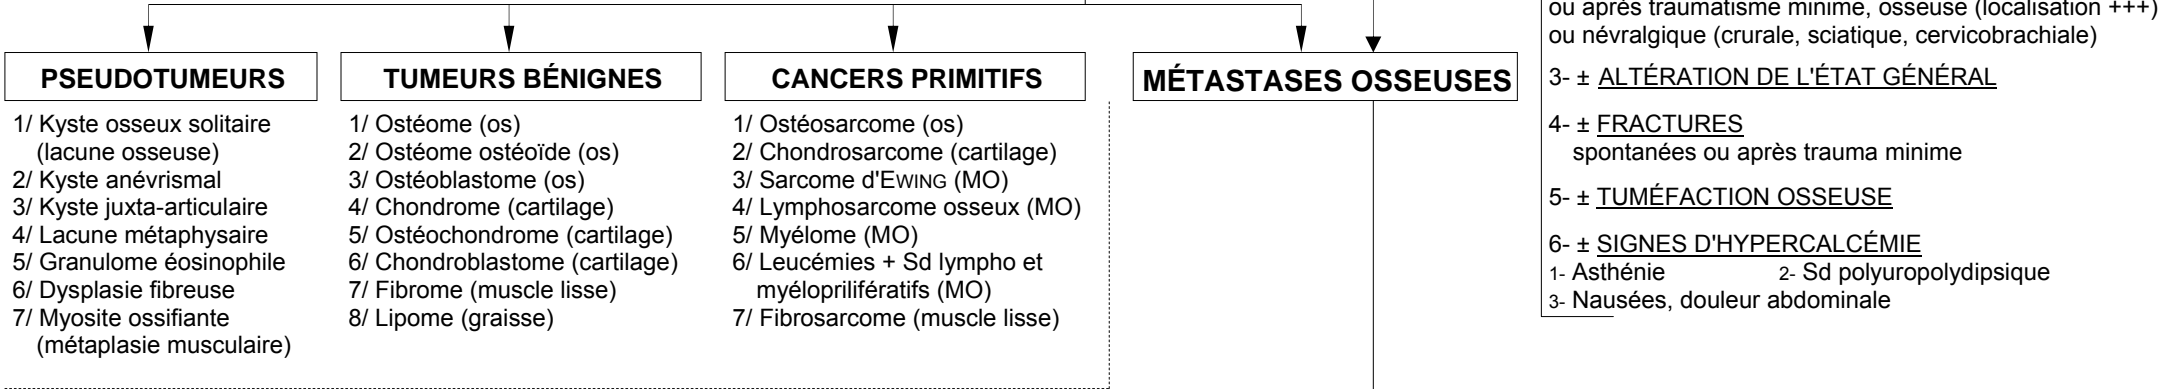 PSEUDOTUMEURS
1/ Kyste osseux solitaire
(lacune osseuse)
2/ Kyste anévrismal
3/ Kyste juxta-articulaire
4/ Lacune métaphysaire
5/ Granulome éosinophile
6/ Dysplasie fibreuse
7/ Myosite ossifiante
(métaplasie musculaire)
TUMEURS BÉNIGNES
1/ Ostéome (os)
2/ Ostéome ostéoïde (os)
3/ Ostéoblastome (os)
4/ Chondrome (cartilage)
5/ Ostéochondrome (cartilage)
6/ Chondroblastome (cartilage)
7/ Fibrome (muscle lisse)
8/ Lipome (graisse)
CANCERS PRIMITIFS
1/ Ostéosarcome (os)
2/ Chondrosarcome (cartilage)
3/ Sarcome d'EWING (MO)
4/ Lymphosarcome osseux (MO)
5/ Myélome (MO)
6/ Leucémies + Sd lympho et
myéloprilifératifs (MO)
7/ Fibrosarcome (muscle lisse)
MÉTASTASES OSSEUSES
ou après traumatisme minime, osseuse (localisation +++)
ou névralgique (crurale, sciatique, cervicobrachiale)
3- ± ALTÉRATION DE L'ÉTAT GÉNÉRAL
4- ± FRACTURES
spontanées ou après trauma minime
5- ± TUMÉFACTION OSSEUSE
6- ± SIGNES D'HYPERCALCÉMIE
1- Asthénie 2- Sd polyuropolydipsique
3- Nausées, douleur abdominale